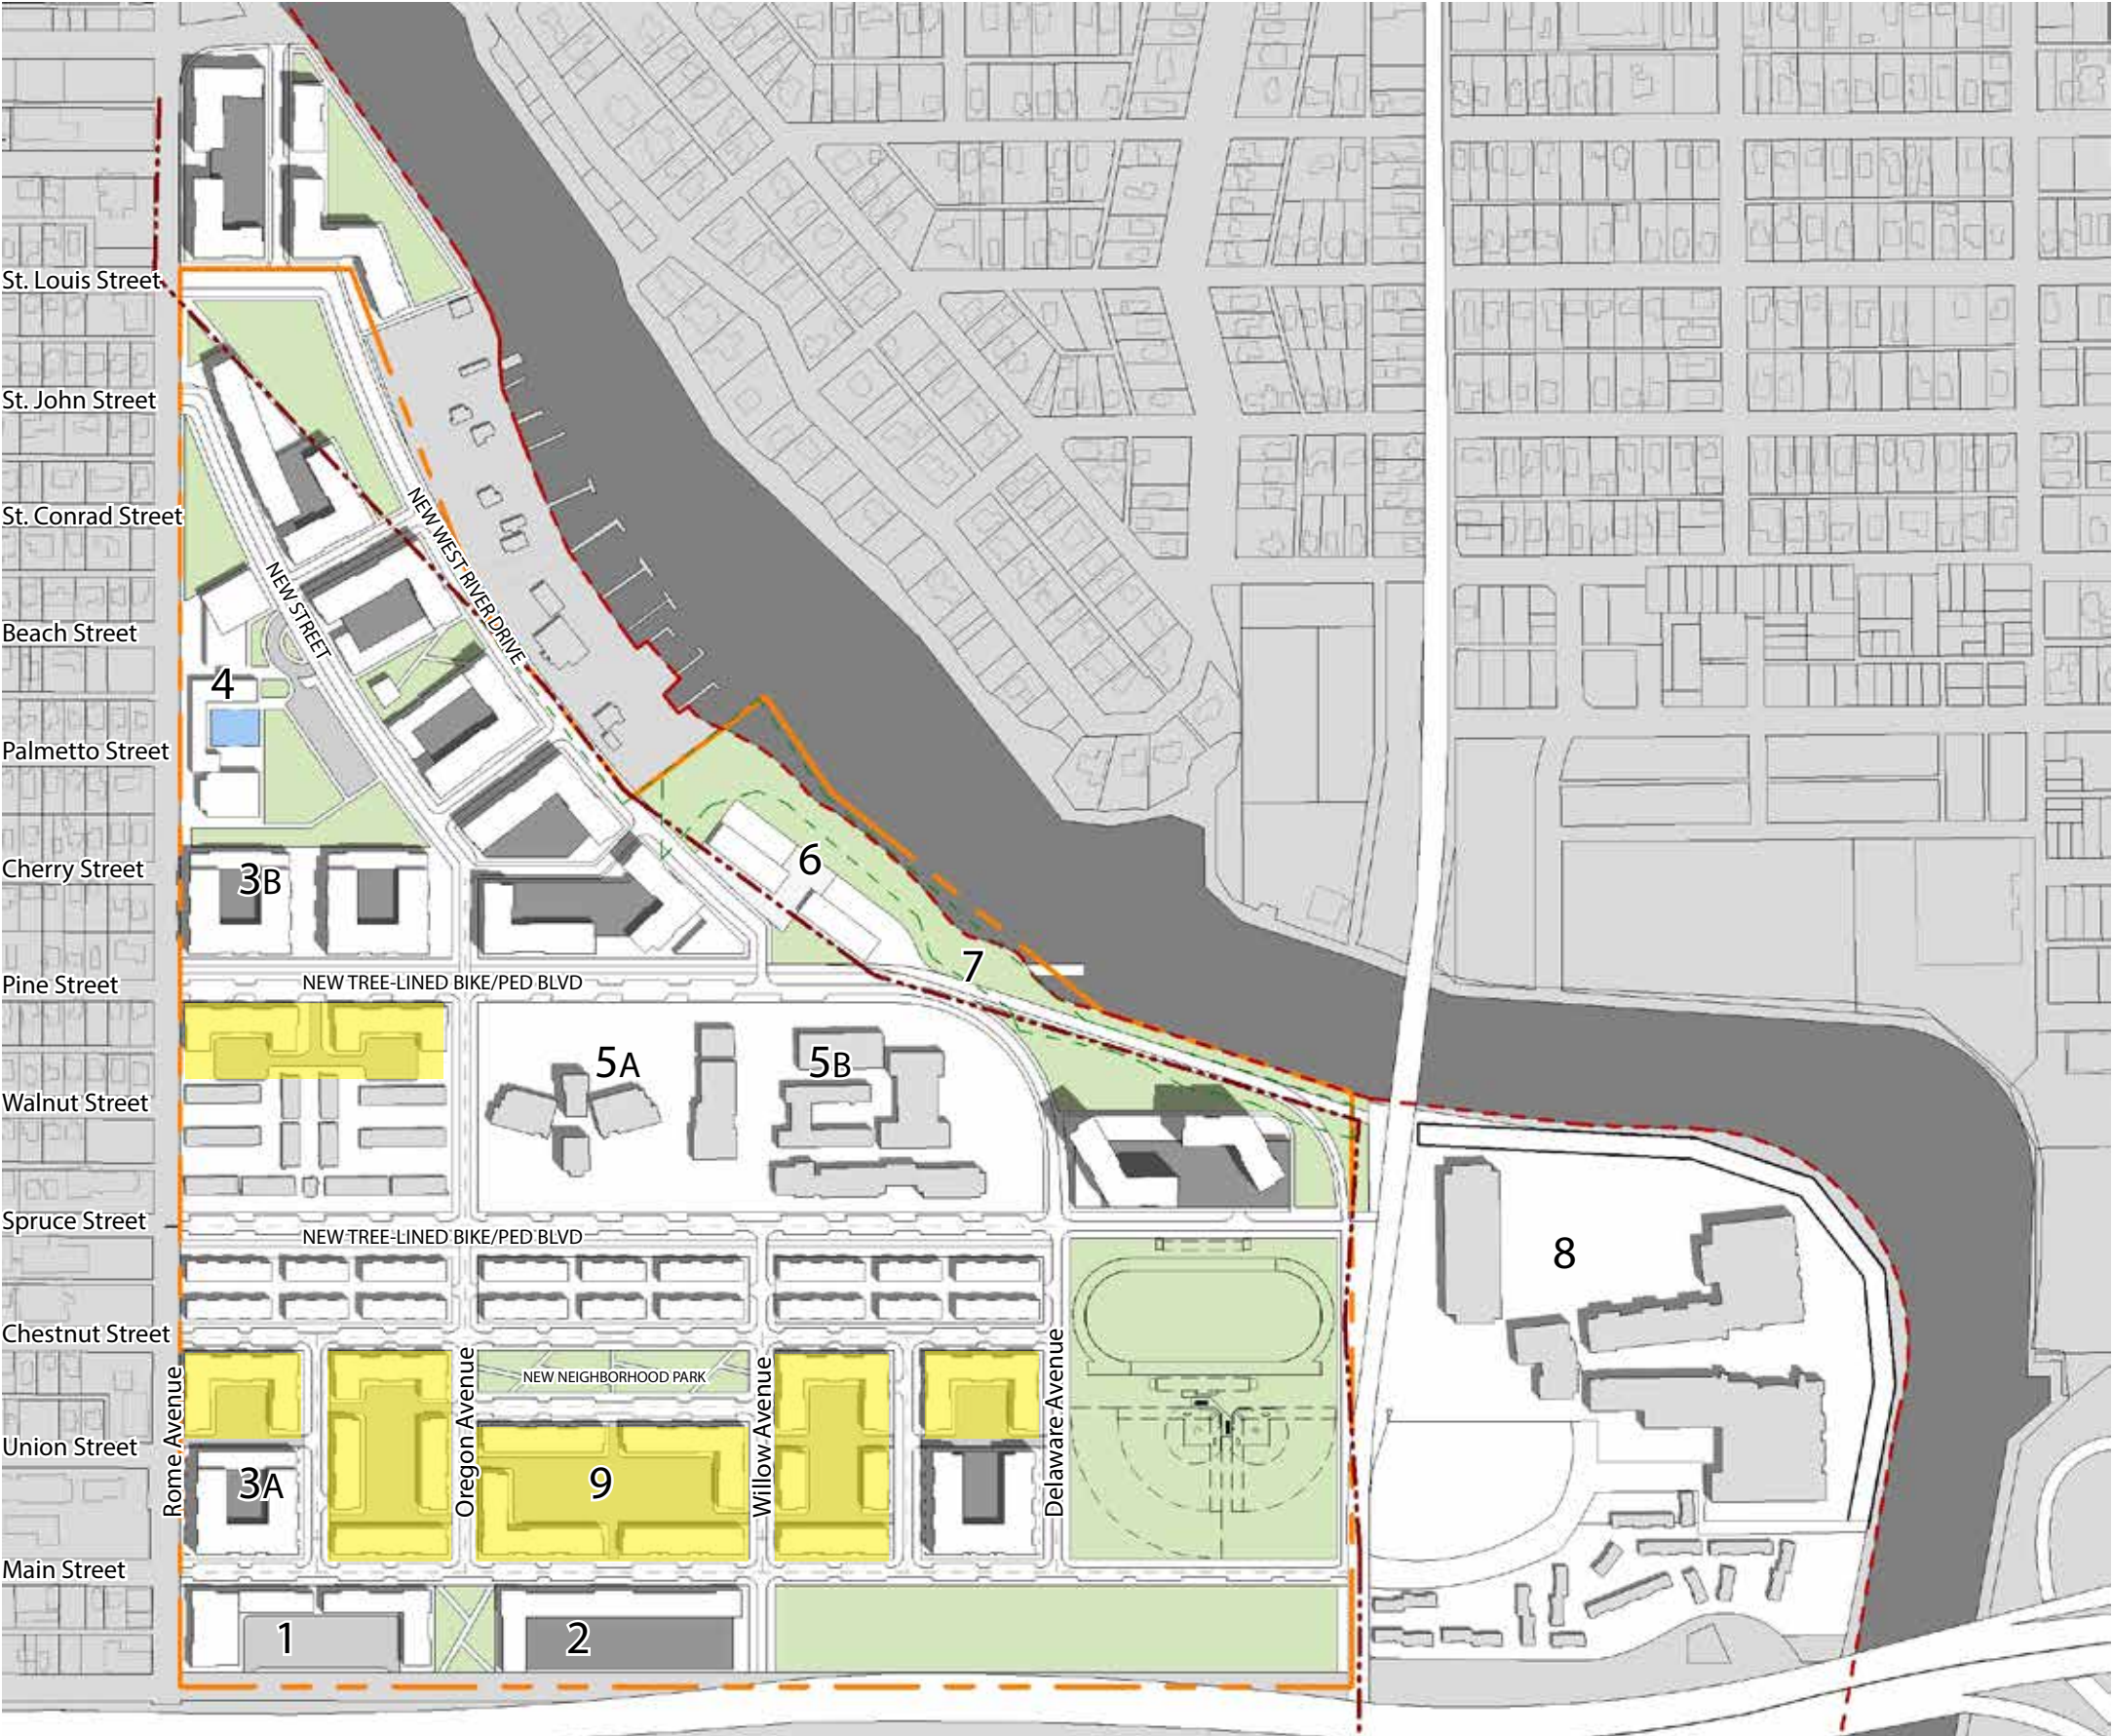 St. Louis Street
St. John Street
NEW WEST RIVER DRIVE
St. Conrad Street
NEW STREET
Beach Street
4
Palmetto Street
6
Cherry Street
3B
7
Pine Street
NEW TREE-LINED BIKE/PED BLVD
5A
5B
Walnut Street
Spruce Street
NEW TREE-LINED BIKE/PED BLVD
8
Chestnut Street
NEW NEIGHBORHOOD PARK
Rome Avenue
Oregon Avenue
Willow Avenue
Delaware Avenue
Union Street
3A
9
Main Street
1
2